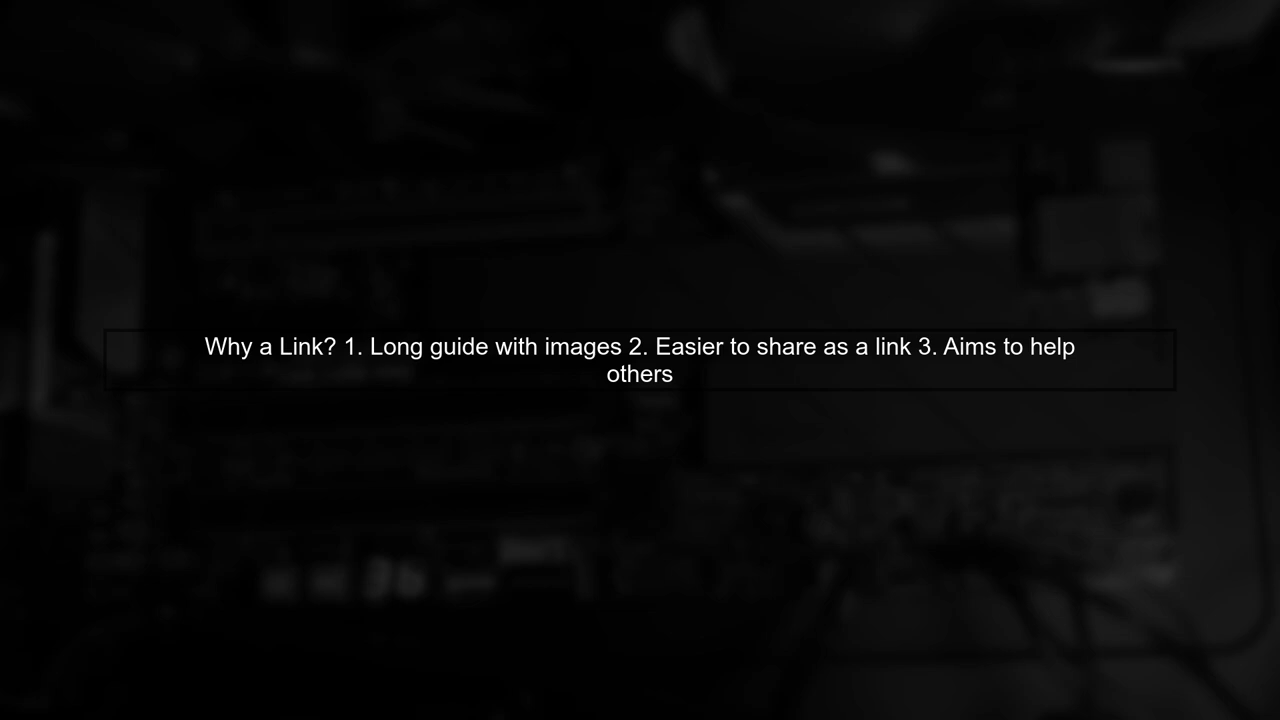 Why a Link? 1. Long guide with images 2. Easier to share as a link 3. Aims to help
others